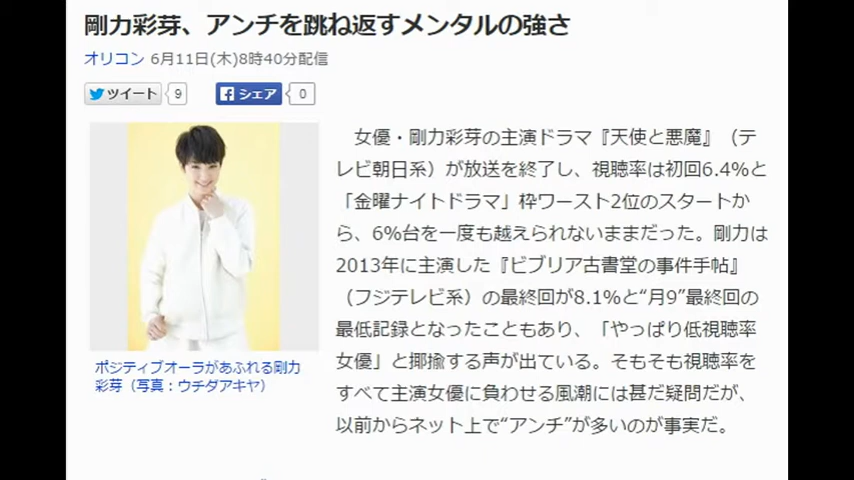 剛力彩芽、アンチを跳ね返すメンタルの強さ
オリコン 6月11日(木)8時40分配信
ツイート 9 シェア 0
女優・剛力彩芽の主演ドラマ『天使と悪魔』（テ
レビ朝日系）が放送を終了し、視聴率は初回6.4%と
「金曜ナイトドラマ」枠ワースト2位のスタートか
ら、6%台を一度も越えられないままだった。剛力は
2013年に主演した『ビブリア古書堂の事件手帖』
（フジテレビ系）の最終回が8.1%と“月9”最終回の
最低記録となったこともあり、「やっぱり低視聴率
女優」と揶揄する声が出ている。そもそも視聴率を
すべて主演女優に負わせる風潮には甚だ疑問だが、
以前からネット上で“アンチ”が多いのが事実だ。
ポジティブオーラがあふれる剛力
彩芽（写真：ウチダアキヤ）